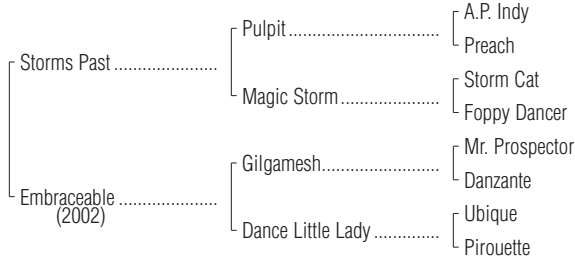 A.P. Indy
Pulpit
Preach
Storms Past
Storm Cat
Magic Storm
Foppy Dancer
Mr. Prospector
Gilgamesh
Danzante
Embraceable
(2002)
Ubique
Dance Little Lady
Pirouette